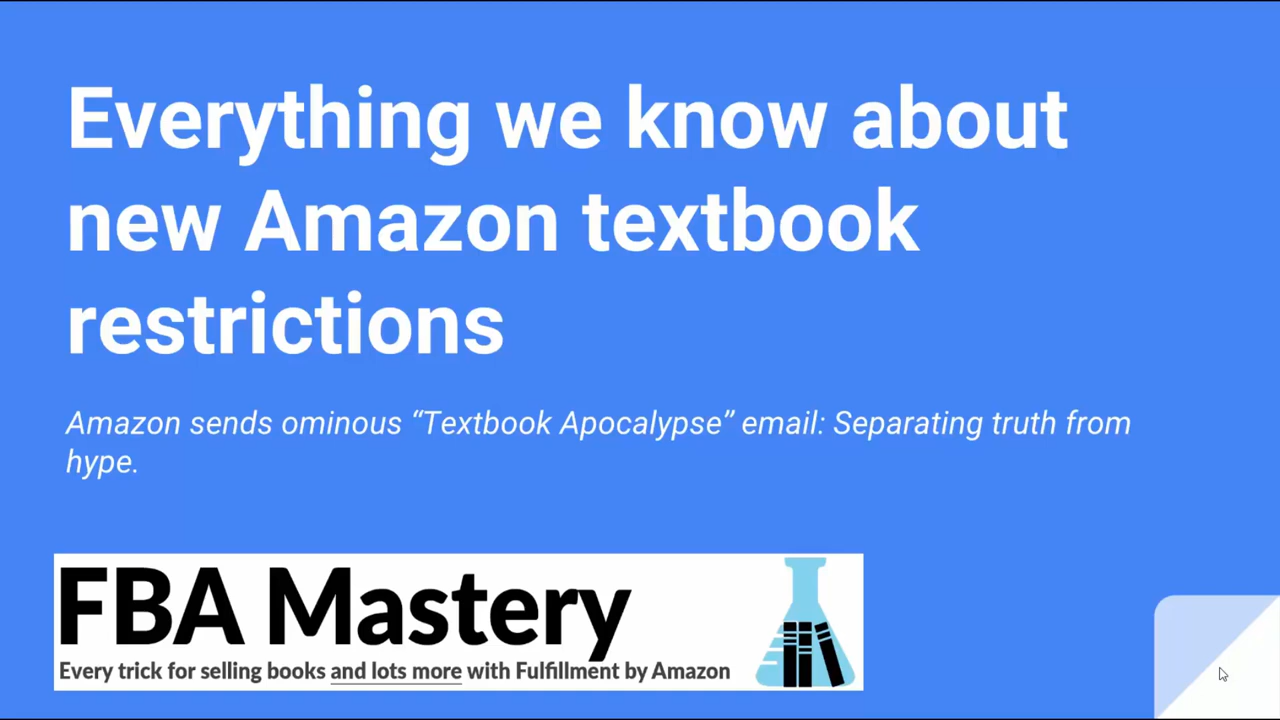 Everything we know about
new Amazon textbook
restrictions
Amazon sends ominous “Textbook Apocalypse” email: Separating truth from
hype.
FBA Mastery
Every trick for selling books and lots more with Fulfillment by Amazon